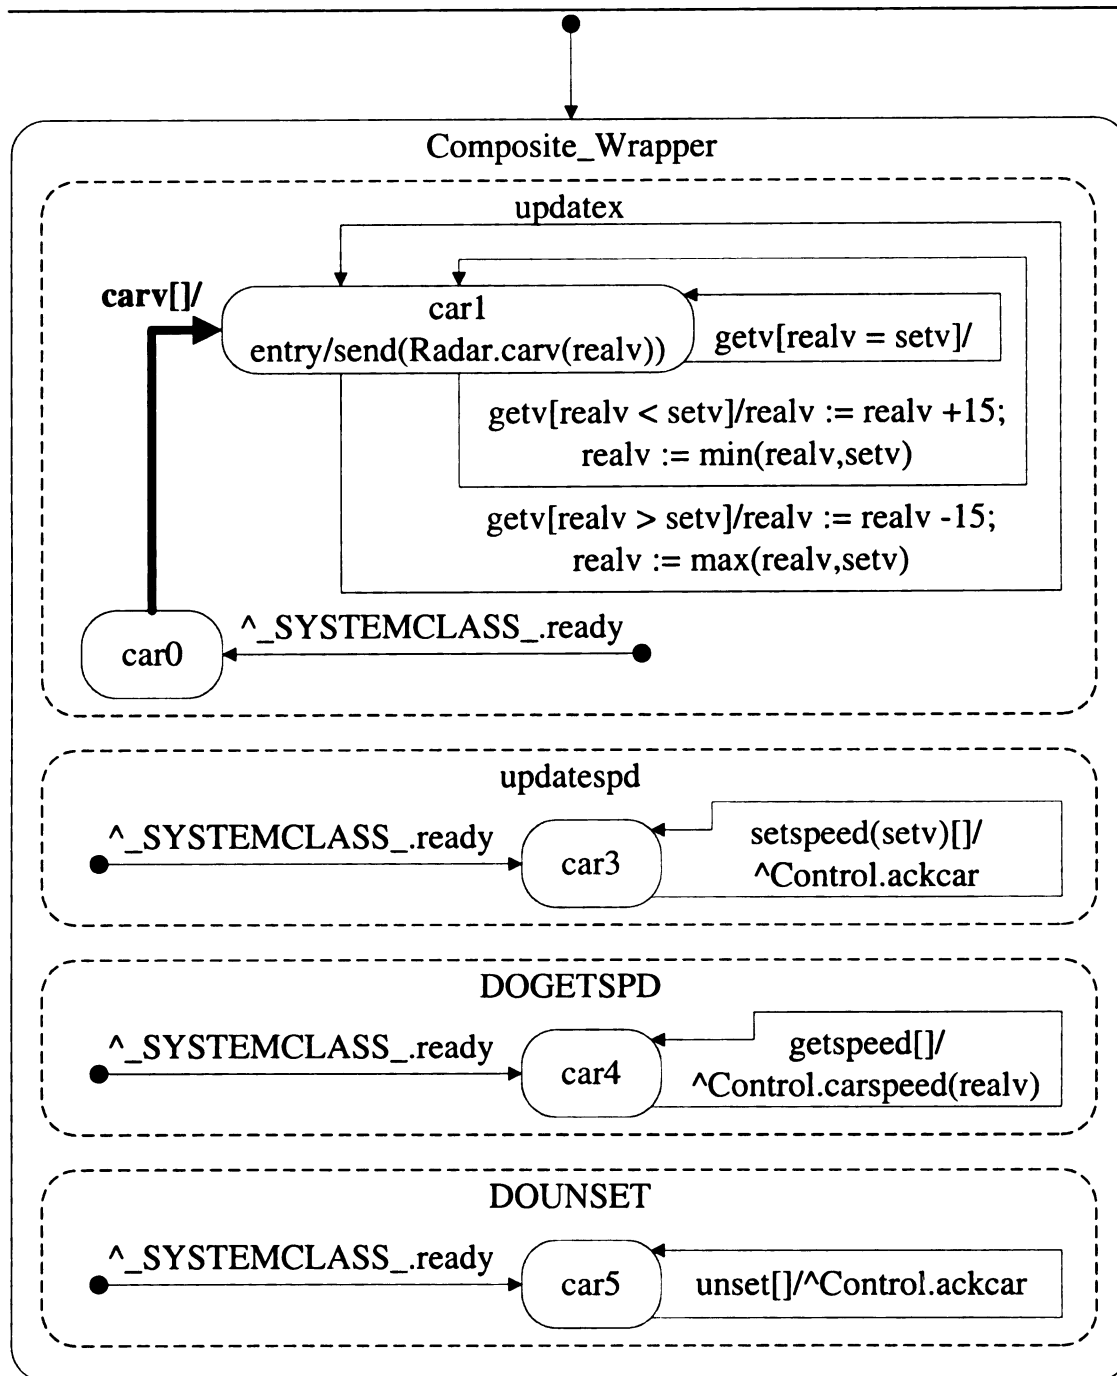 Composite_Wrapper
updatex
carv[]/
car1
entry/send(Radar.carv(realv))
getv[realv = setv]/
getv[realv < setv]/realv := realv +15;
realv := min(realv,setv)
getv[realv > setv]/realv := realv -15;
realv := max(realv,setv)
^_SYSTEMCLASS_.ready
car0
updatespd
^_SYSTEMCLASS_.ready
car3
setspeed(setv)[]/
^Control.ackcar
DOGETSPD
^_SYSTEMCLASS_.ready
car4
getspeed[]/
^Control.carspeed(realv)
DOUNSET
^_SYSTEMCLASS_.ready
car5
unset[]/^Control.ackcar